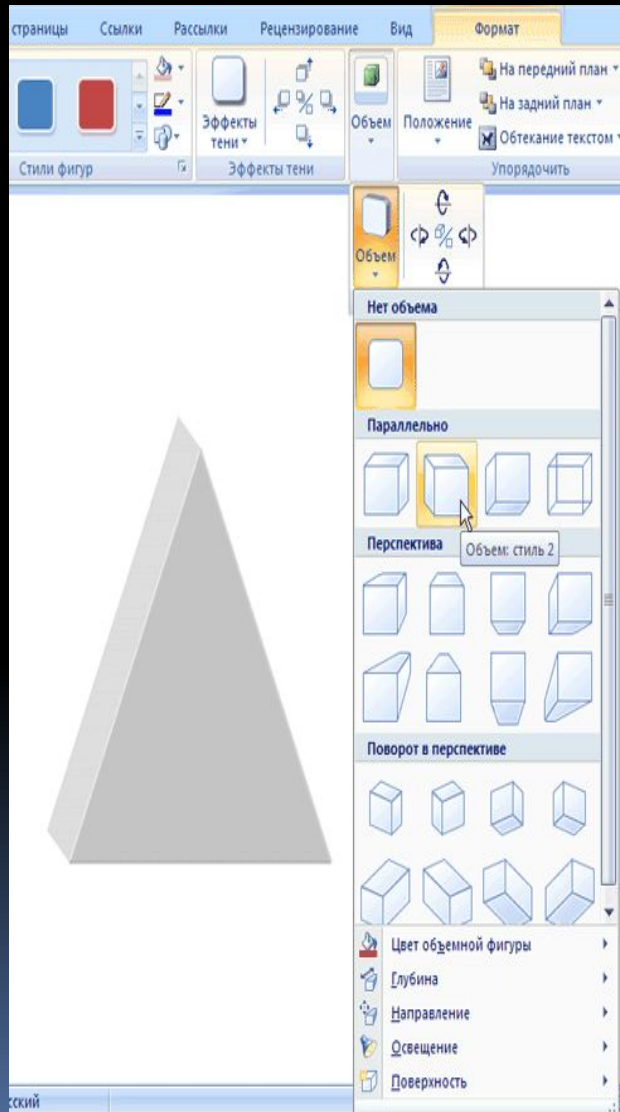 страницы Ссылки Рассылки Рецензирование Вид Формат
На передний план
На задний план
Обтекание текстом
Эффекты тени
Объем
Положение
Стили фигур
Эффекты тени
Упорядочить
Объем
Нет объема
Параллельно
Объем: стиль 2
Перспектива
Поворот в перспективе
Цвет объемной фигуры
Глубина
Направление
Освещение
Поверхность
сский